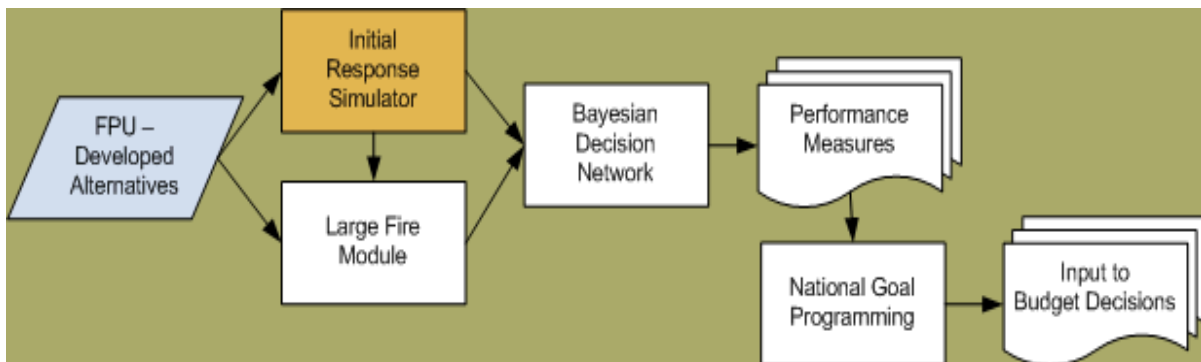 Initial
Response
Simulator
FPU –
Developed
Alternatives
Large Fire
Module
Bayesian
Decision
Network
Performance
Measures
National Goal
Programming
Input to
Budget Decisions